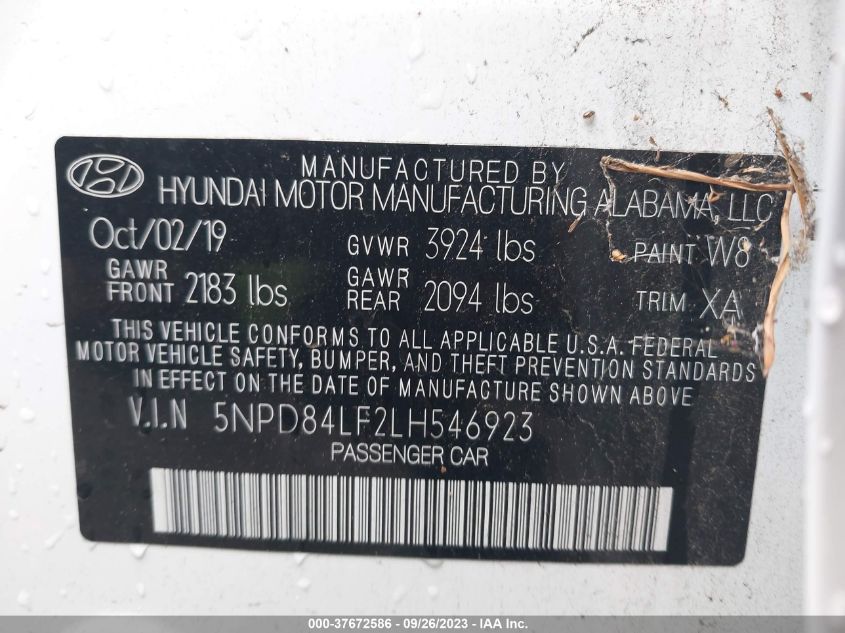 MANUFACTURED BY
HYUNDAI MOTOR MANUFACTURING ALABAMA, LLC
Oct/02/19 GVWR 3924 lbs PAINT W8
GAWR FRONT 2183 lbs GAWR REAR 2094 lbs TRIM XA
THIS VEHICLE CONFORMS TO ALL APPLICABLE U.S.A. FEDERAL
MOTOR VEHICLE SAFETY, BUMPER, AND THEFT PREVENTION STANDARDS
IN EFFECT ON THE DATE OF MANUFACTURE SHOWN ABOVE
V.I.N 5NPD84LF2LH546923
PASSENGER CAR
000-37672586 - 09/26/2023 - IAA Inc.